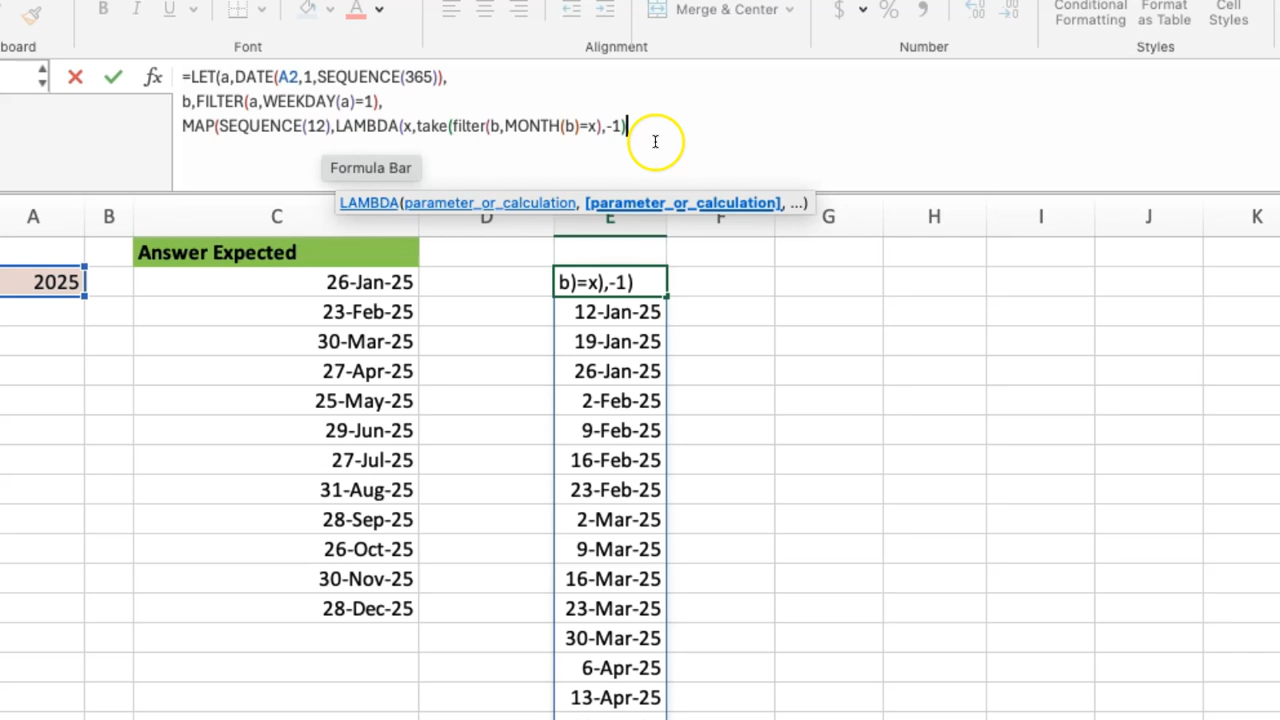 board
Font
Alignment
Number
Styles
B I U A
Merge & Center
$ % 9
Conditional Formatting
Format as Table
Cell Styles
fx
=LET(a,DATE(A2,1,SEQUENCE(365)),
b,FILTER(a,WEEKDAY(a)=1),
MAP(SEQUENCE(12),LAMBDA(x,take(filter(b,MONTH(b)=x),-1)
Formula Bar
LAMBDA(parameter_or_calculation, [parameter_or_calculation], ...)
A B C D E F G H I J K
Answer Expected
2025 26-Jan-25 b)=x),-1)
23-Feb-25 12-Jan-25
30-Mar-25 19-Jan-25
27-Apr-25 26-Jan-25
25-May-25 2-Feb-25
29-Jun-25 9-Feb-25
27-Jul-25 16-Feb-25
31-Aug-25 23-Feb-25
28-Sep-25 2-Mar-25
26-Oct-25 9-Mar-25
30-Nov-25 16-Mar-25
28-Dec-25 23-Mar-25
30-Mar-25
6-Apr-25
13-Apr-25